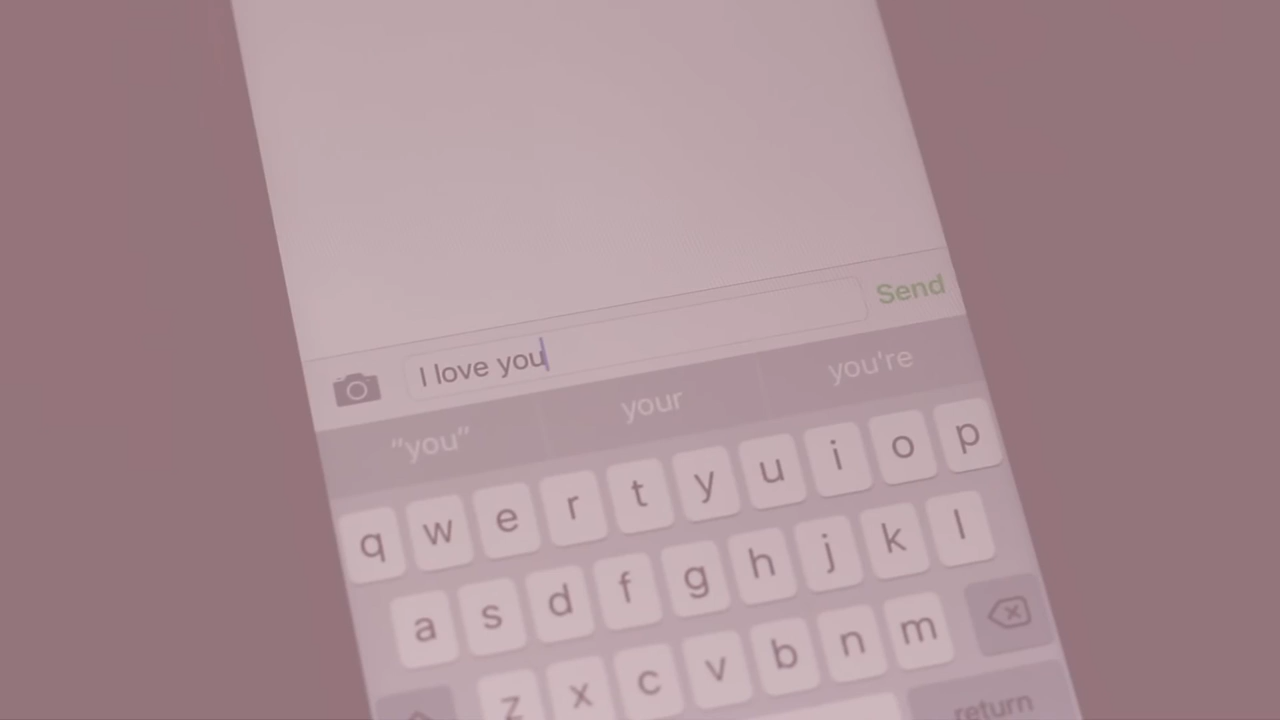 I love you
Send
“you” your you're
q w e r t y u i o p
a s d f g h j k l
z x c v b n m
return